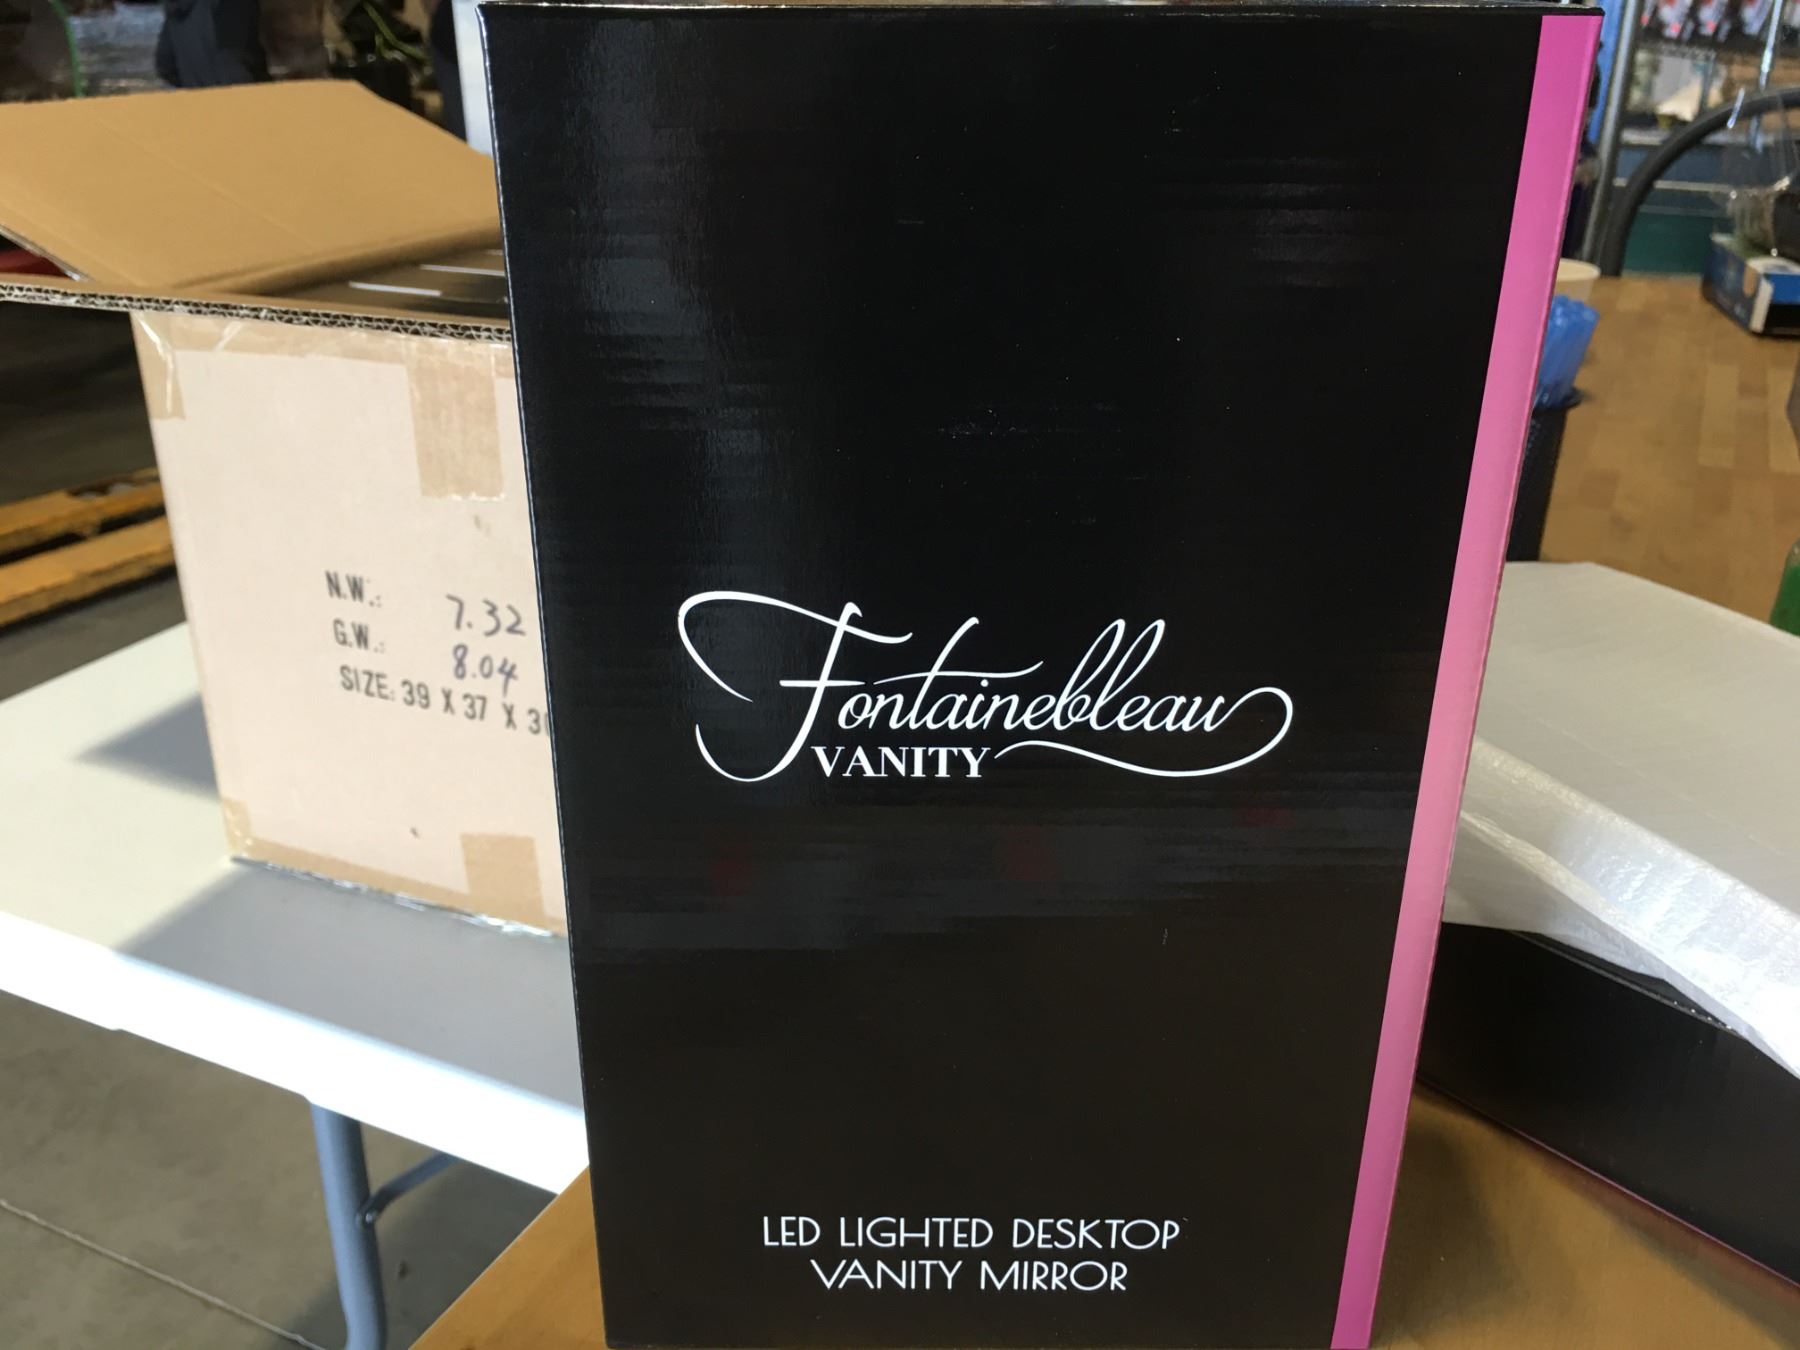 N.W.: 7.32
G.W.: 8.04
SIZE: 39 X 37 X
Fontainebleau
VANITY
LED LIGHTED DESKTOP
VANITY MIRROR